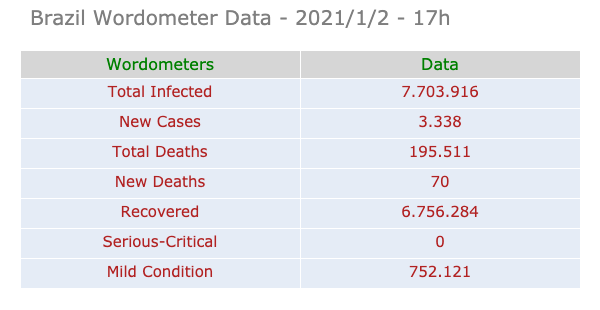 Brazil Wordometer Data - 2021/1/2 - 17h
Wordometers Data
Total Infected 7.703.916
New Cases 3.338
Total Deaths 195.511
New Deaths 70
Recovered 6.756.284
Serious-Critical 0
Mild Condition 752.121